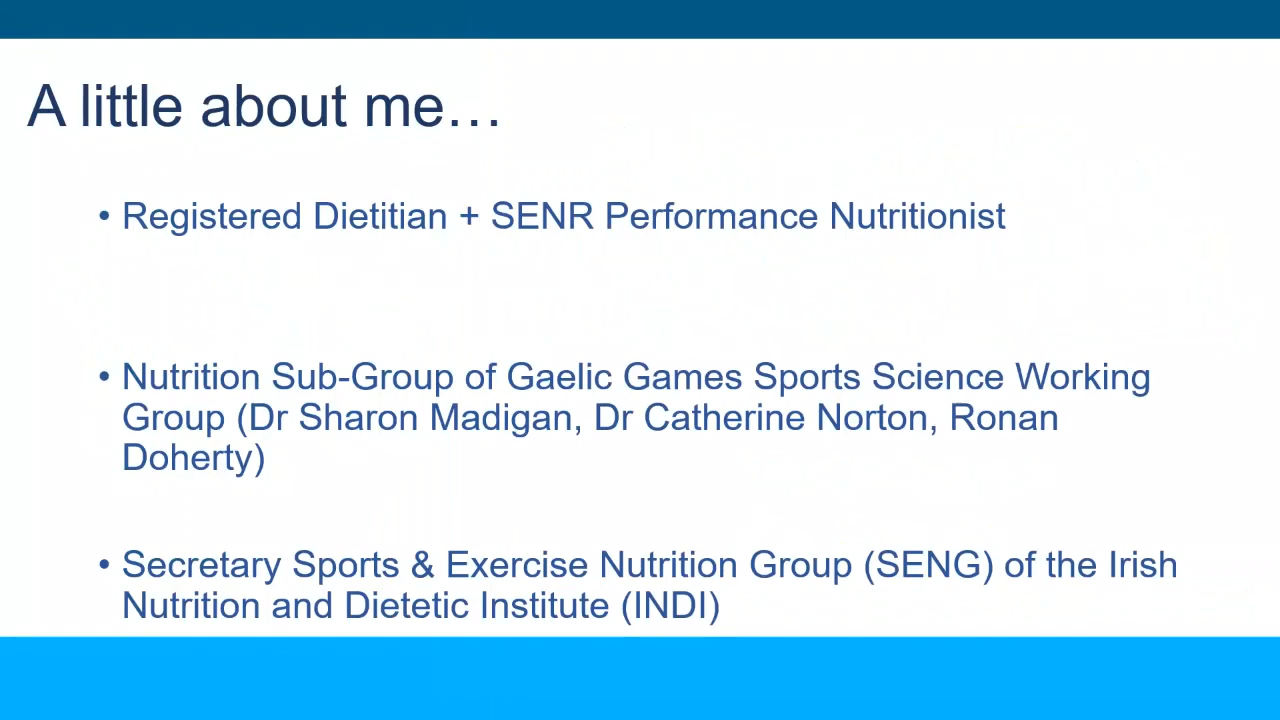 A little about me…
• Registered Dietitian + SENR Performance Nutritionist
• Nutrition Sub-Group of Gaelic Games Sports Science Working
Group (Dr Sharon Madigan, Dr Catherine Norton, Ronan
Doherty)
• Secretary Sports & Exercise Nutrition Group (SENG) of the Irish
Nutrition and Dietetic Institute (INDI)